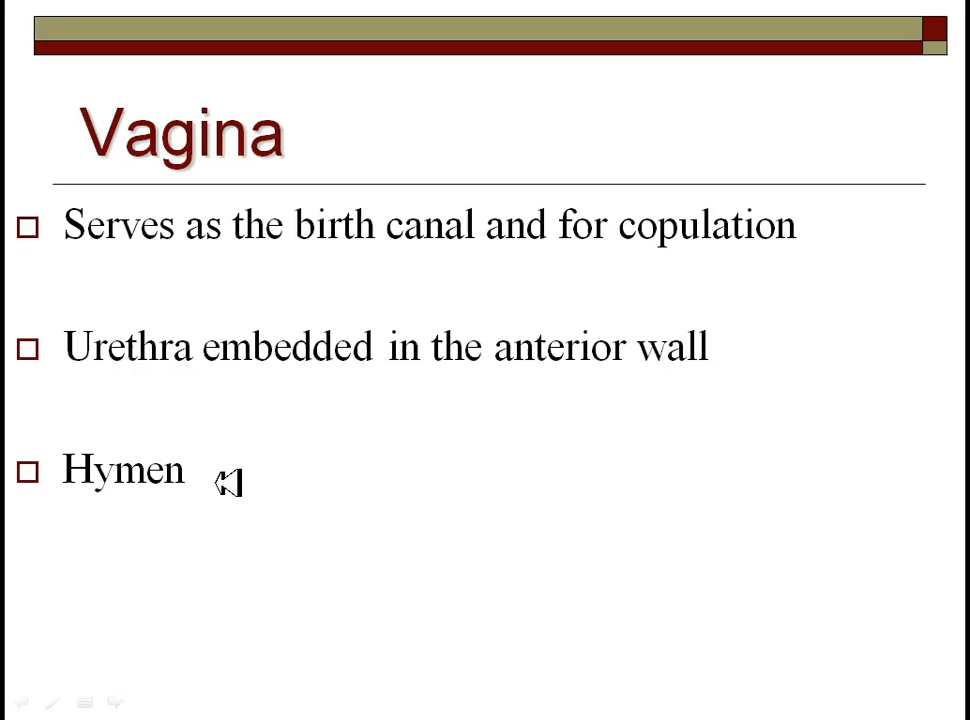 Vagina
Serves as the birth canal and for copulation
Urethra embedded in the anterior wall
Hymen